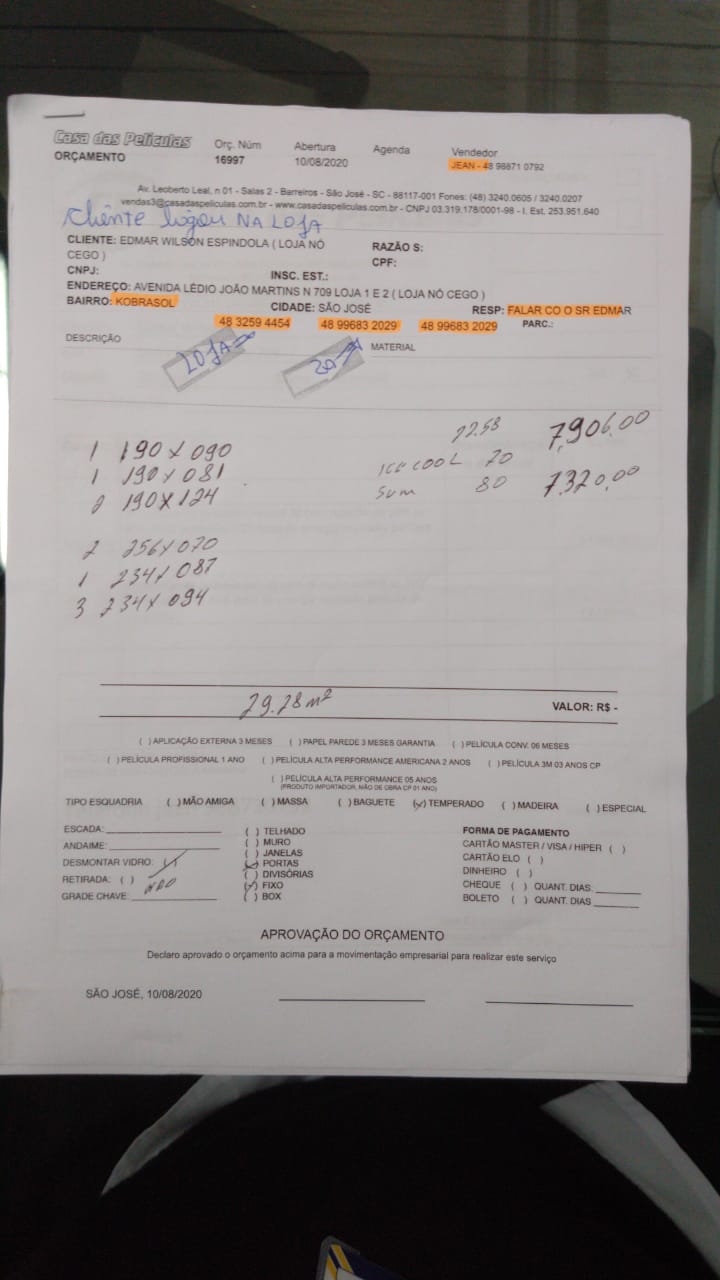 Casa das Películas Orç. Núm Abertura Agenda Vendedor
ORÇAMENTO 16997 10/08/2020 JEAN - 48 98871 0792
Av. Leoberto Leal, n 01 - Salas 2 - Barreiros - São José - SC - 88117-001 Fones: (48) 3240.0605 / 3240.0207
vendas3@casadaspeliculas.com.br - www.casadaspeliculas.com.br - CNPJ 03.319.178/0001-98 - I. Est. 253.951.640
cliente ligou NA LOJA
CLIENTE: EDMAR WILSON ESPINDOLA ( LOJA NÓ CEGO ) RAZÃO S:
CPF:
CNPJ: INSC. EST.:
ENDEREÇO: AVENIDA LÉDIO JOÃO MARTINS N 709 LOJA 1 E 2 ( LOJA NÓ CEGO )
BAIRRO: KOBRASOL CIDADE: SÃO JOSÉ RESP: FALAR CO O SR EDMAR
48 3259 4454 48 99683 2029 48 99683 2029 PARC.:
DESCRIÇÃO LOJA MATERIAL
1 190 X 090 7,906,00
1 190 X 081 ICE COOL 70
2 190 X 124 SUM 80 7,320,00
2 256 X 070
1 234 X 087
3 234 X 094
29.28 m²
VALOR: R$ -
( ) APLICAÇÃO EXTERNA 3 MESES ( ) PAPEL PAREDE 3 MESES GARANTIA ( ) PELÍCULA CONV. 06 MESES
( ) PELÍCULA PROFISSIONAL 1 ANO ( ) PELÍCULA ALTA PERFORMANCE AMERICANA 2 ANOS ( ) PELÍCULA 3M 03 ANOS CP
( ) PELÍCULA ALTA PERFORMANCE 05 ANOS
(PRODUTO IMPORTADOR, MÃO DE OBRA CP 01 ANO)
TIPO ESQUADRIA ( ) MÃO AMIGA ( ) MASSA ( ) BAGUETE (✓) TEMPERADO ( ) MADEIRA ( ) ESPECIAL
ESCADA: ( ) TELHADO FORMA DE PAGAMENTO
ANDAIME: ( ) MURO CARTÃO MASTER / VISA / HIPER ( )
( ) JANELAS
DESMONTAR VIDRO: (✓) (✓) PORTAS CARTÃO ELO ( )
RETIRADA: ( ) NÃO ( ) DIVISÓRIAS DINHEIRO ( )
(✓) FIXO CHEQUE ( ) QUANT. DIAS:
GRADE CHAVE: ( ) BOX BOLETO ( ) QUANT. DIAS
APROVAÇÃO DO ORÇAMENTO
Declaro aprovado o orçamento acima para a movimentação empresarial para realizar este serviço
SÃO JOSÉ, 10/08/2020